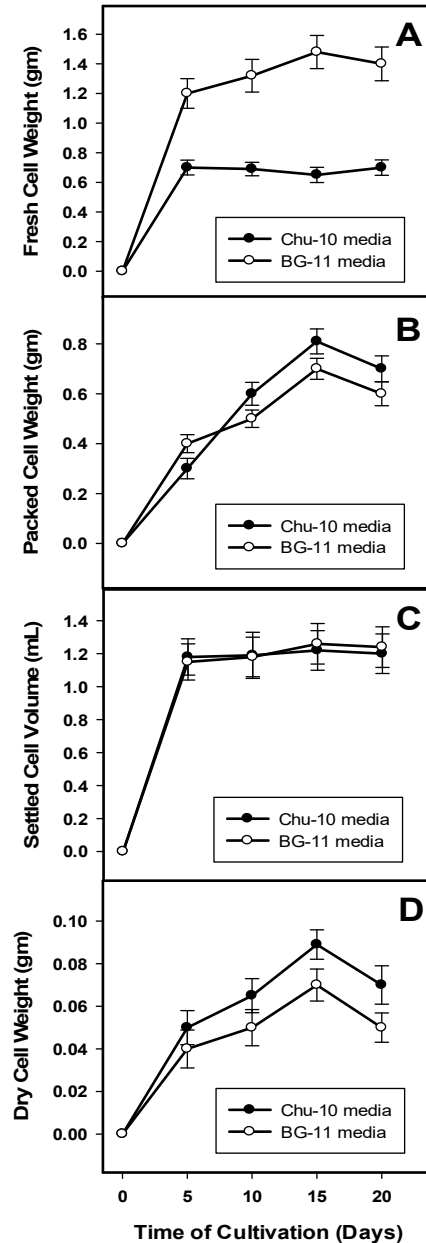 A
Fresh Cell Weight (gm)
1.6
1.4
1.2
1.0
0.8
0.6
0.4
0.2
0.0
Chu-10 media
BG-11 media
B
Packed Cell Weight (gm)
0.8
0.6
0.4
0.2
0.0
Chu-10 media
BG-11 media
C
Settled Cell Volume (mL)
1.4
1.2
1.0
0.8
0.6
0.4
0.2
0.0
Chu-10 media
BG-11 media
D
Dry Cell Weight (gm)
0.10
0.08
0.06
0.04
0.02
0.00
Chu-10 media
BG-11 media
0 5 10 15 20
Time of Cultivation (Days)